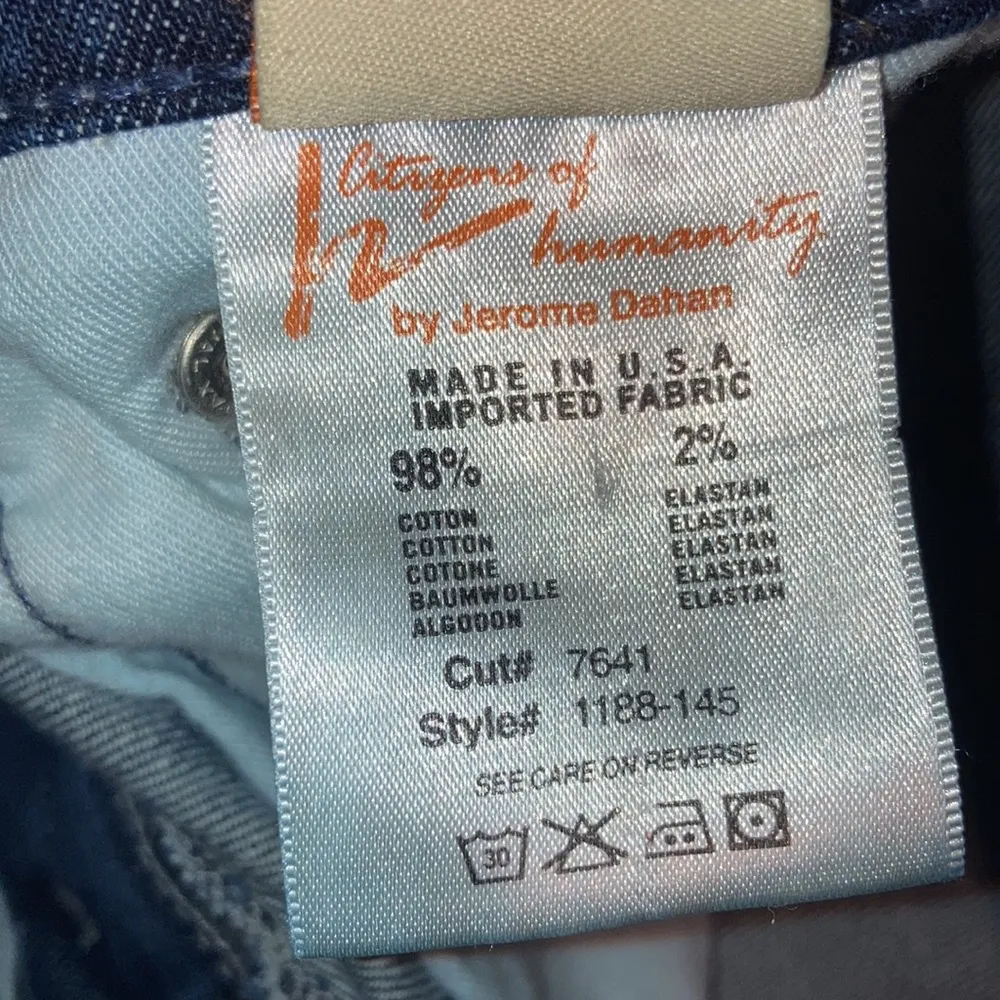 Citizens of
humanity
by Jerome Dahan
MADE IN U.S.A.
IMPORTED FABRIC
98%
2%
COTON
COTTON
COTONE
BAUMWOLLE
ALGODON
ELASTAN
ELASTAN
ELASTAN
ELASTAN
ELASTAN
Cut# 7641
Style# 1188-145
SEE CARE ON REVERSE
30